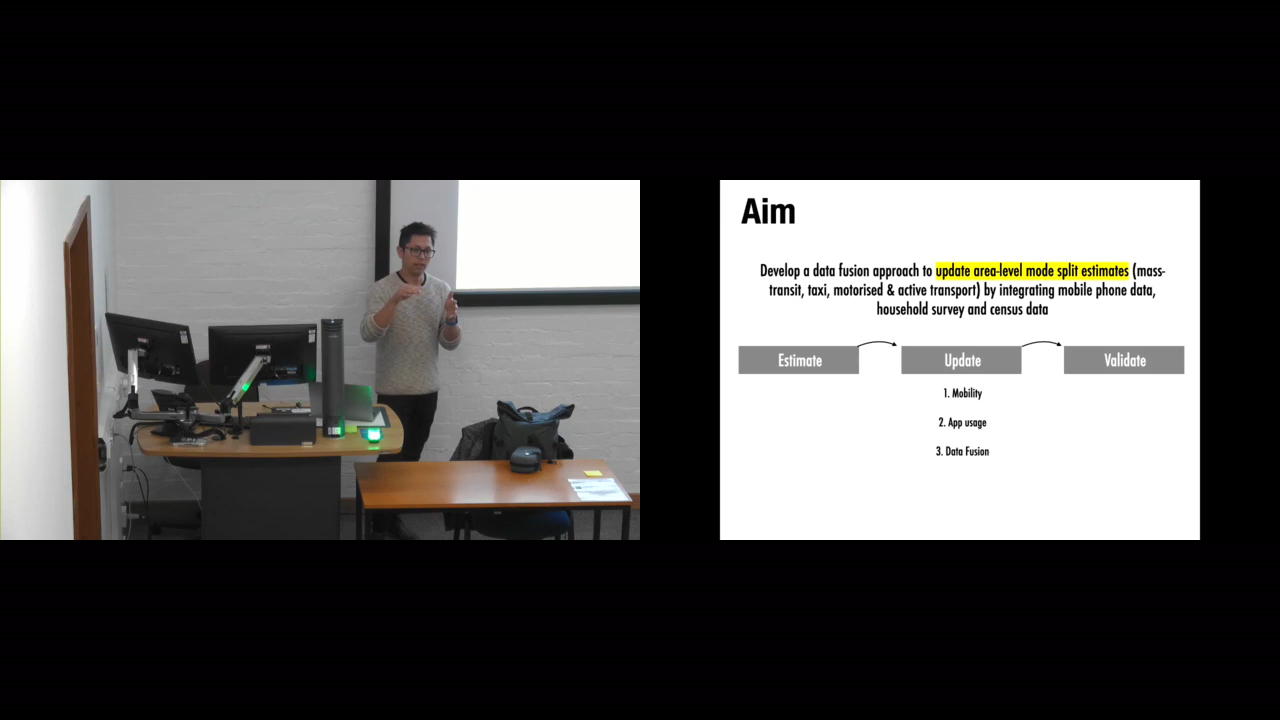 Aim
Develop a data fusion approach to update area-level mode split estimates (mass-
transit, taxi, motorised & active transport) by integrating mobile phone data,
household survey and census data
Estimate
Update
Validate
1. Mobility
2. App usage
3. Data Fusion